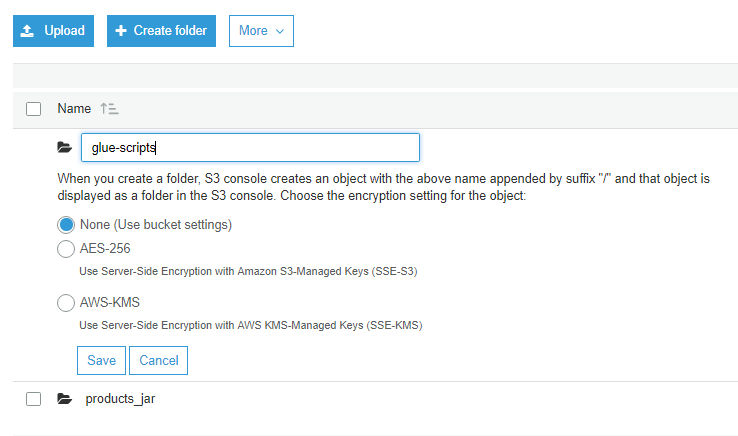 Upload Create folder More
Name
glue-scripts
When you create a folder, S3 console creates an object with the above name appended by suffix "/" and that object is
displayed as a folder in the S3 console. Choose the encryption setting for the object:
None (Use bucket settings)
AES-256
Use Server-Side Encryption with Amazon S3-Managed Keys (SSE-S3)
AWS-KMS
Use Server-Side Encryption with AWS KMS-Managed Keys (SSE-KMS)
Save Cancel
products_jar